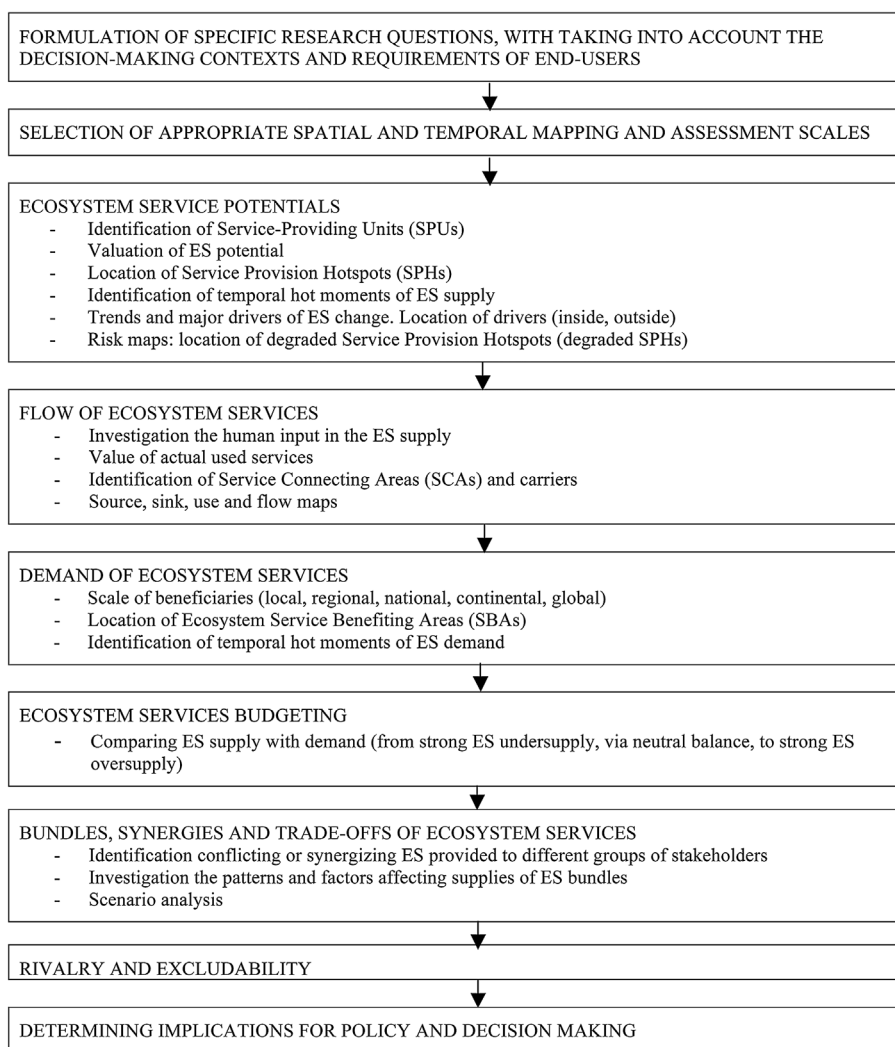 FORMULATION OF SPECIFIC RESEARCH QUESTIONS, WITH TAKING INTO ACCOUNT THE
DECISION-MAKING CONTEXTS AND REQUIREMENTS OF END-USERS
SELECTION OF APPROPRIATE SPATIAL AND TEMPORAL MAPPING AND ASSESSMENT SCALES
ECOSYSTEM SERVICE POTENTIALS
- Identification of Service-Providing Units (SPUs)
- Valuation of ES potential
- Location of Service Provision Hotspots (SPHs)
- Identification of temporal hot moments of ES supply
- Trends and major drivers of ES change. Location of drivers (inside, outside)
- Risk maps: location of degraded Service Provision Hotspots (degraded SPHs)
FLOW OF ECOSYSTEM SERVICES
- Investigation the human input in the ES supply
- Value of actual used services
- Identification of Service Connecting Areas (SCAs) and carriers
- Source, sink, use and flow maps
DEMAND OF ECOSYSTEM SERVICES
- Scale of beneficiaries (local, regional, national, continental, global)
- Location of Ecosystem Service Benefiting Areas (SBAs)
- Identification of temporal hot moments of ES demand
ECOSYSTEM SERVICES BUDGETING
- Comparing ES supply with demand (from strong ES undersupply, via neutral balance, to strong ES
oversupply)
BUNDLES, SYNERGIES AND TRADE-OFFS OF ECOSYSTEM SERVICES
- Identification conflicting or synergizing ES provided to different groups of stakeholders
- Investigation the patterns and factors affecting supplies of ES bundles
- Scenario analysis
RIVALRY AND EXCLUDABILITY
DETERMINING IMPLICATIONS FOR POLICY AND DECISION MAKING